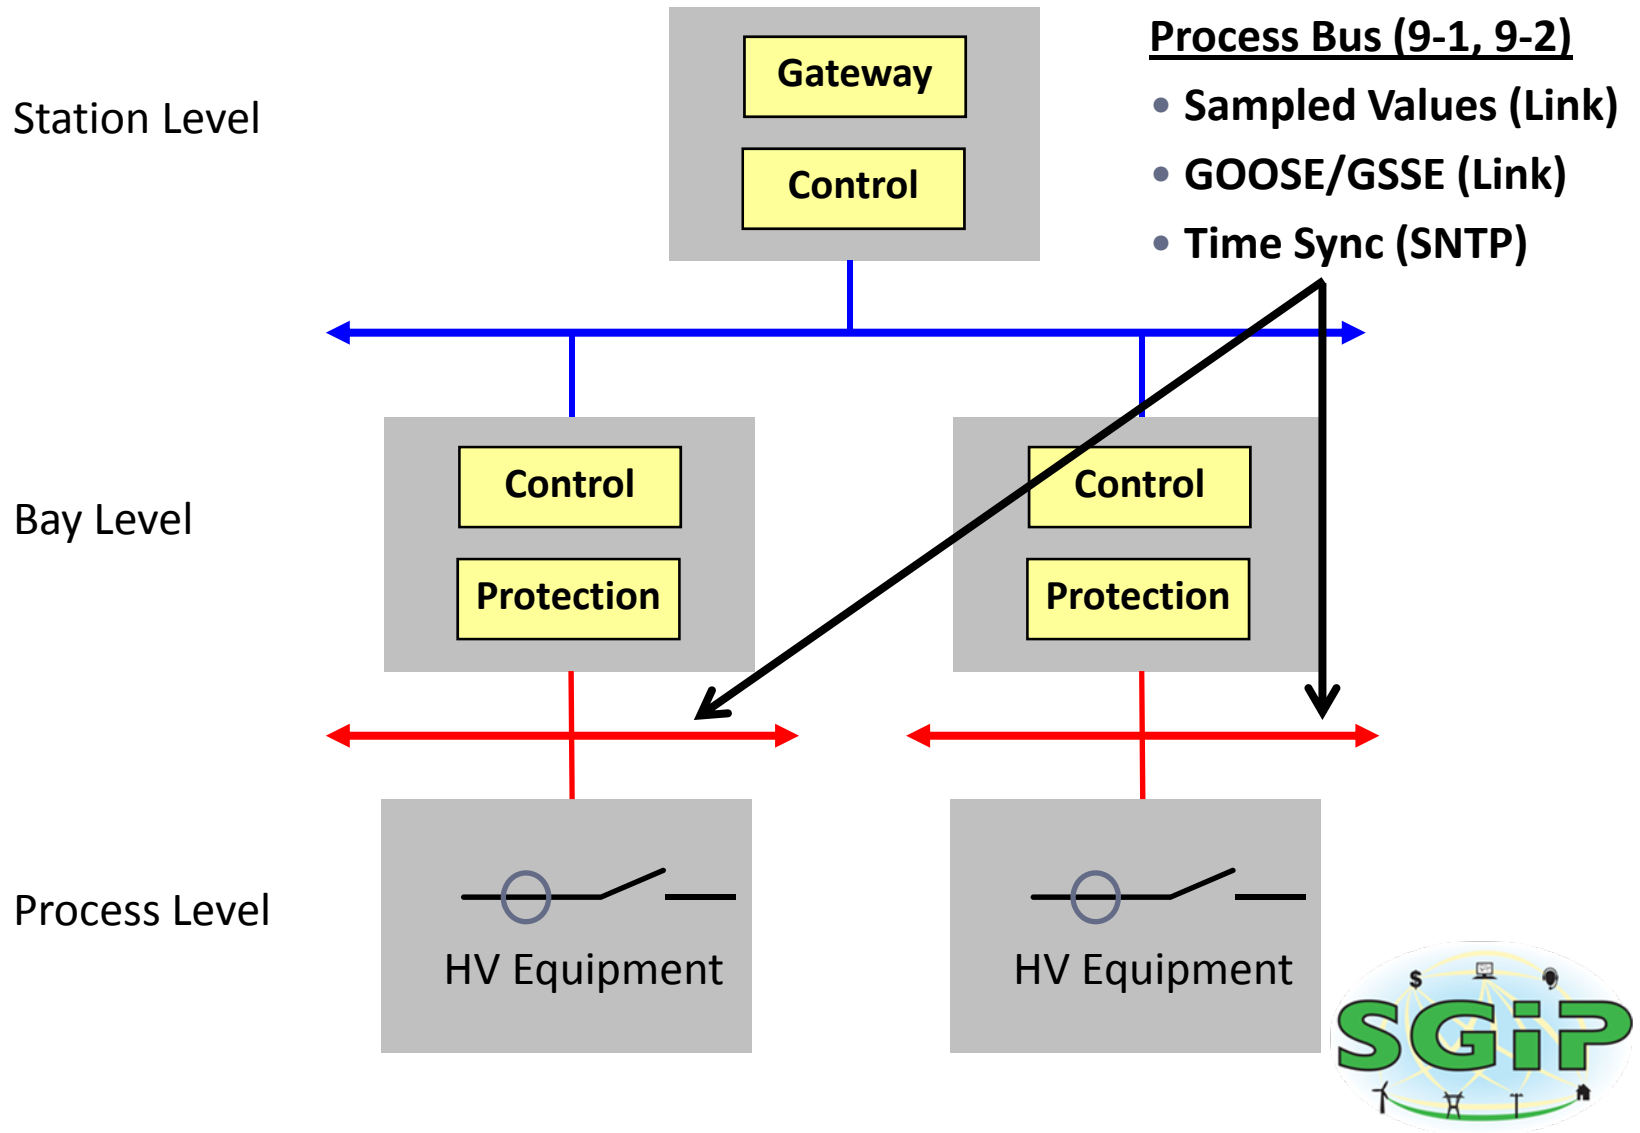 Process Bus (9-1, 9-2)
• Sampled Values (Link)
• GOOSE/GSSE (Link)
• Time Sync (SNTP)
Station Level
Gateway
Control
Bay Level
Control
Protection
Control
Protection
Process Level
HV Equipment
HV Equipment
$
SGiP